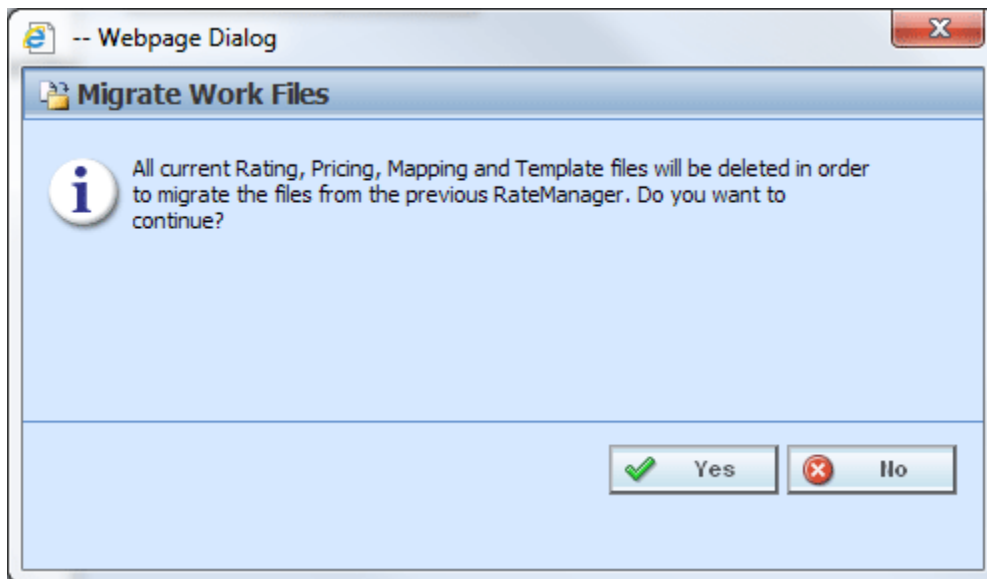 -- Webpage Dialog
Migrate Work Files
All current Rating, Pricing, Mapping and Template files will be deleted in order
to migrate the files from the previous RateManager. Do you want to
continue?
Yes
No